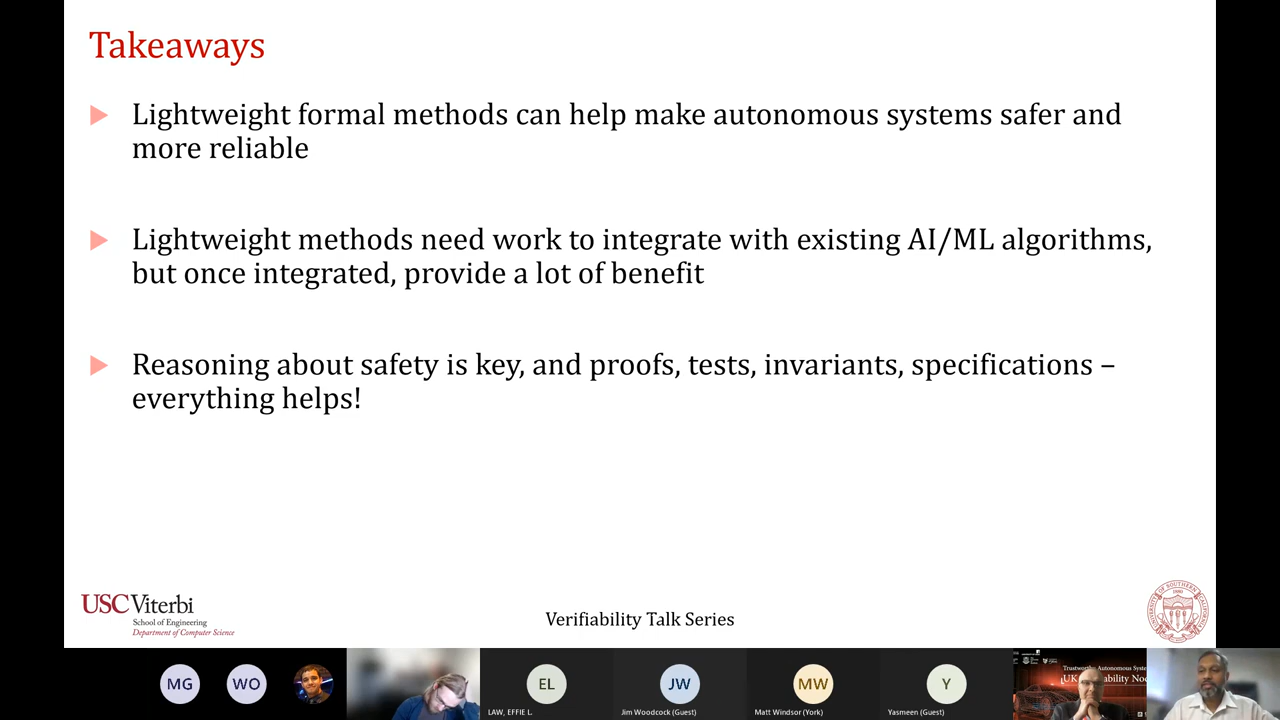 Takeaways
Lightweight formal methods can help make autonomous systems safer and
more reliable
Lightweight methods need work to integrate with existing AI/ML algorithms,
but once integrated, provide a lot of benefit
Reasoning about safety is key, and proofs, tests, invariants, specifications –
everything helps!
USC Viterbi
School of Engineering
Department of Computer Science
Verifiability Talk Series
MG
WO
EL
JW
MW
Y
LAW, EFFIE L.
Jim Woodcock (Guest)
Matt Windsor (York)
Yasmeen (Guest)